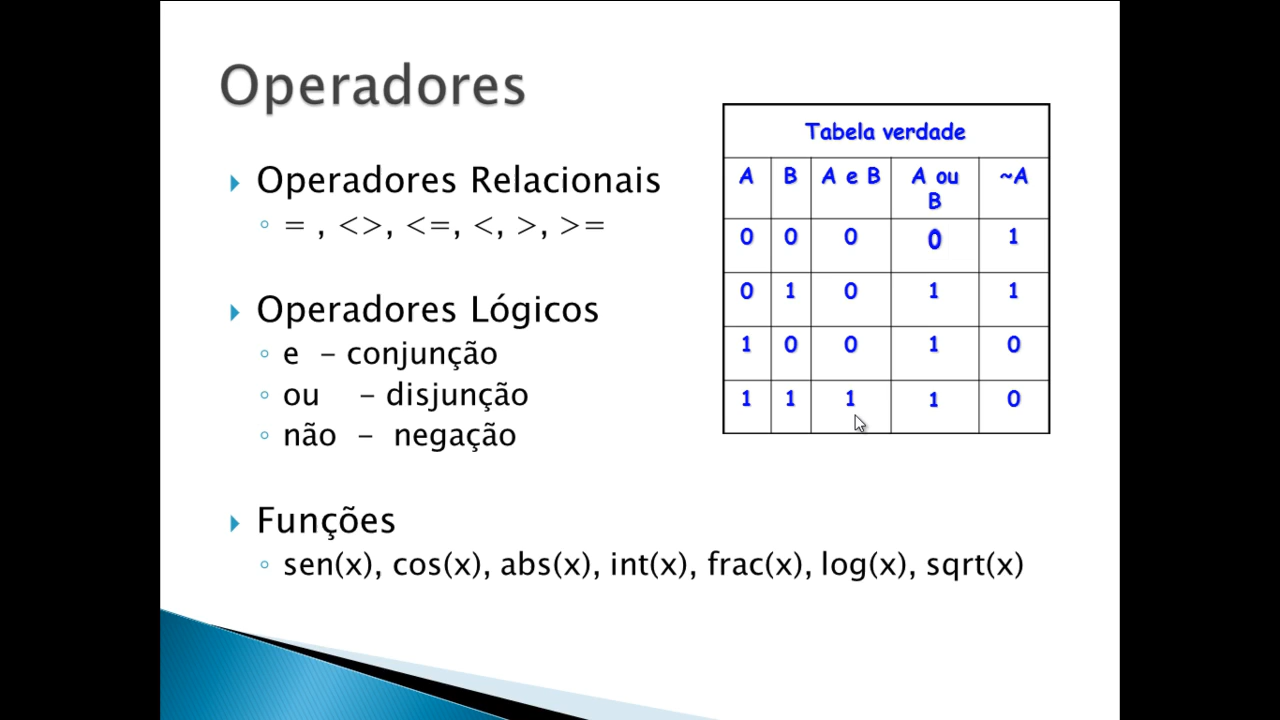 Operadores
Operadores Relacionais
= , <>, <=, <, >, >=
Operadores Lógicos
e – conjunção
ou – disjunção
não – negação
Funções
sen(x), cos(x), abs(x), int(x), frac(x), log(x), sqrt(x)
Tabela verdade
A B A e B A ou B ~A
0 0 0 0 1
0 1 0 1 1
1 0 0 1 0
1 1 1 1 0